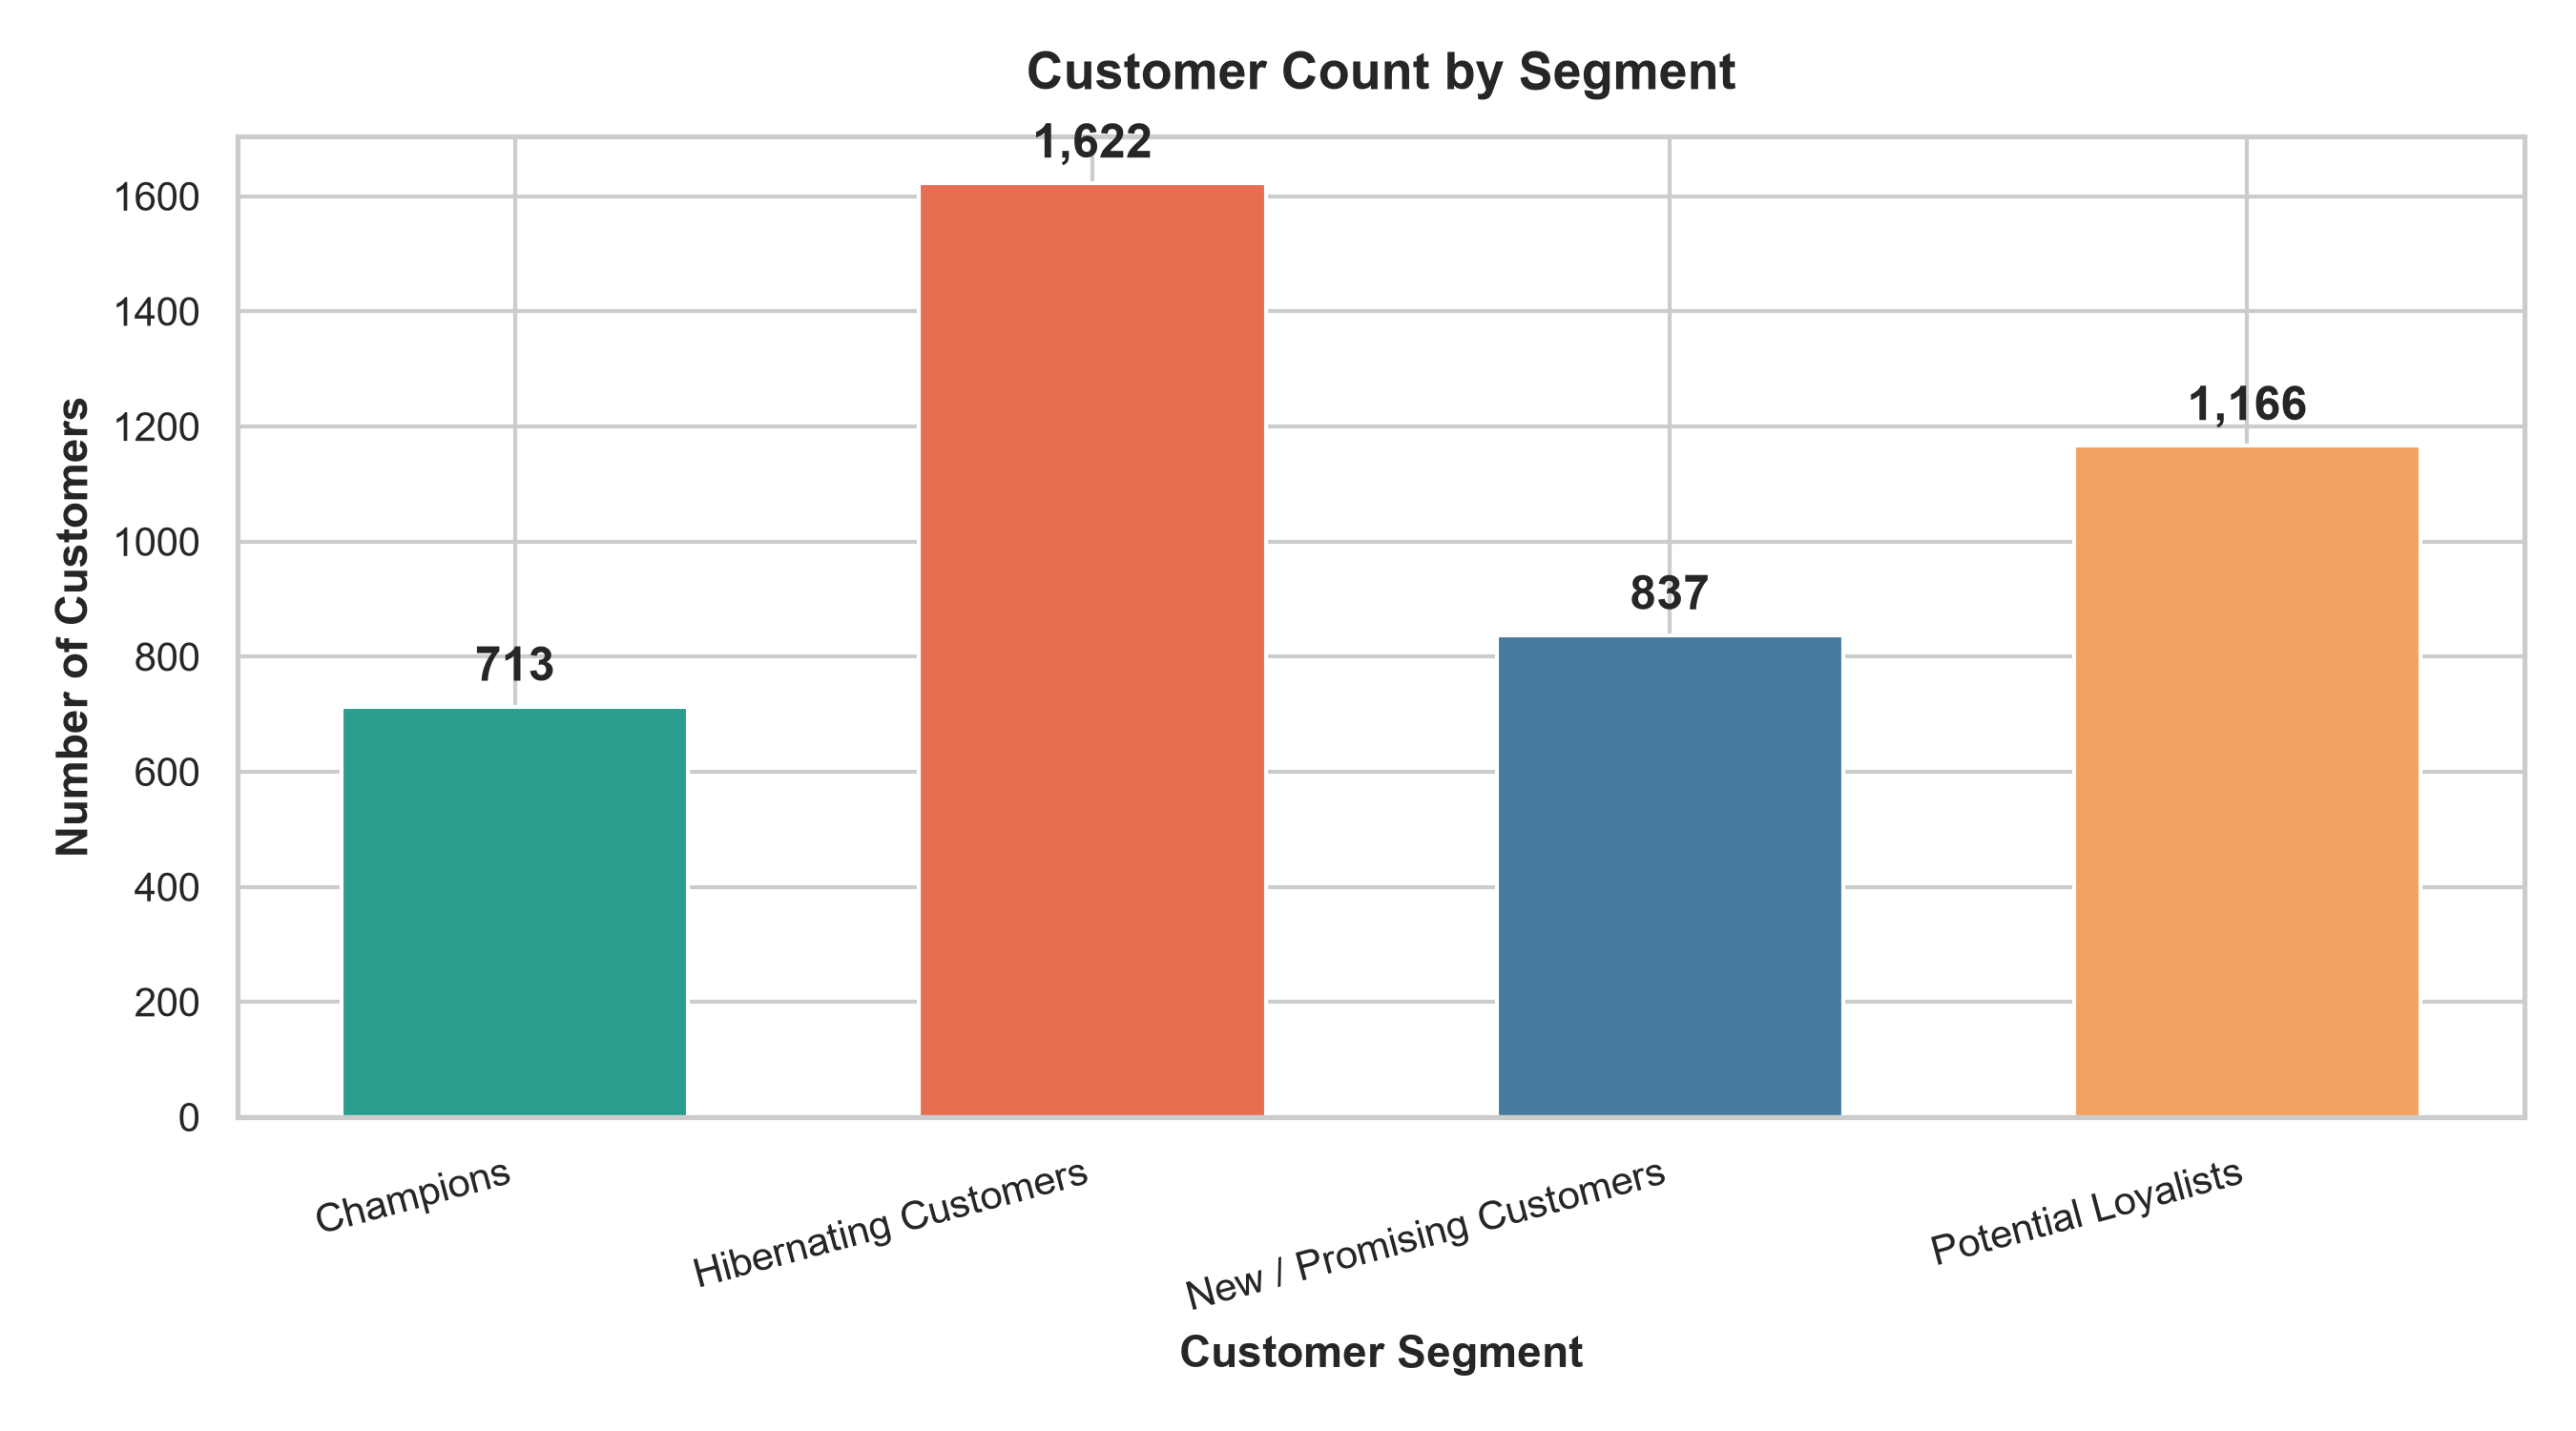 Customer Count by Segment
1,622
1600
1400
1,166
1200
Number of Customers
1000
837
800
713
600
400
200
0
Champions
Hibernating Customers
New / Promising Customers
Potential Loyalists
Customer Segment